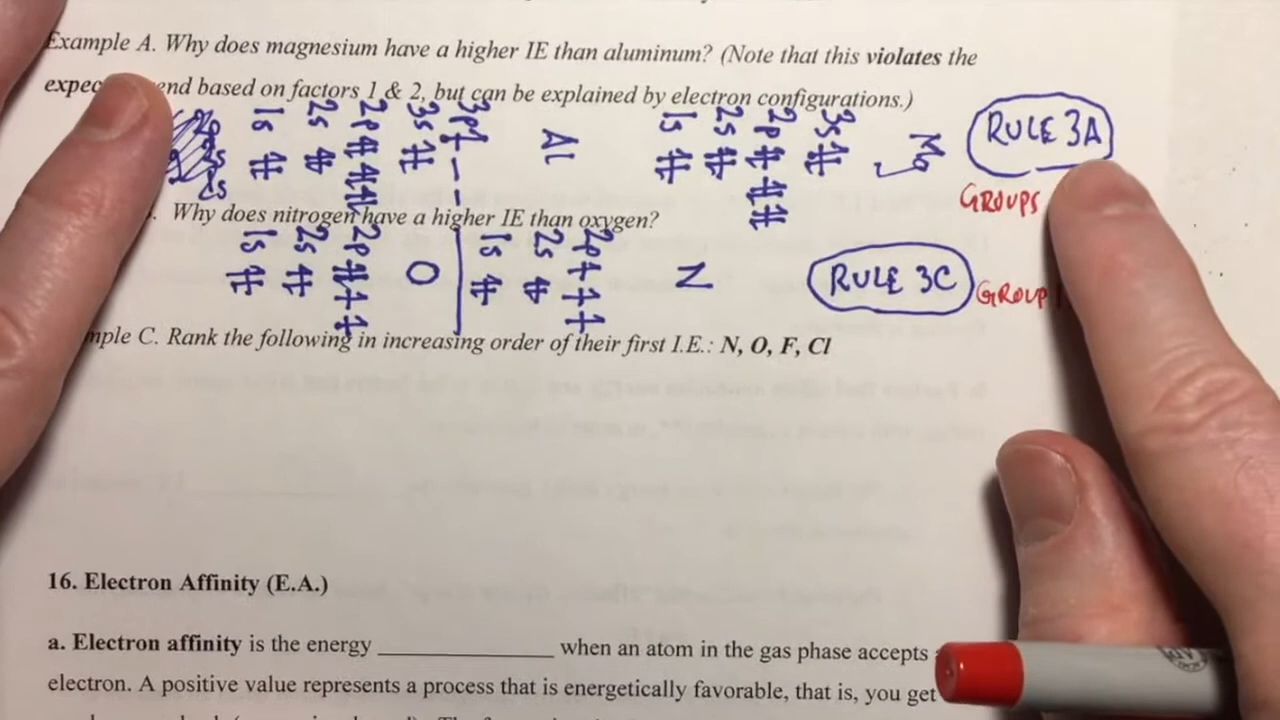 Example A. Why does magnesium have a higher IE than aluminum? (Note that this violates the
expec end based on factors 1 & 2, but can be explained by electron configurations.)
1s 2s 2p 3s 3p Al 1s 2s 2p 3s Mg RULE 3A
GROUPS
. Why does nitrogen have a higher IE than oxygen?
1s 2s 2p O 1s 2s 2p N RULE 3C GROUP
mple C. Rank the following in increasing order of their first I.E.: N, O, F, Cl
16. Electron Affinity (E.A.)
a. Electron affinity is the energy ____________ when an atom in the gas phase accepts
electron. A positive value represents a process that is energetically favorable, that is, you get